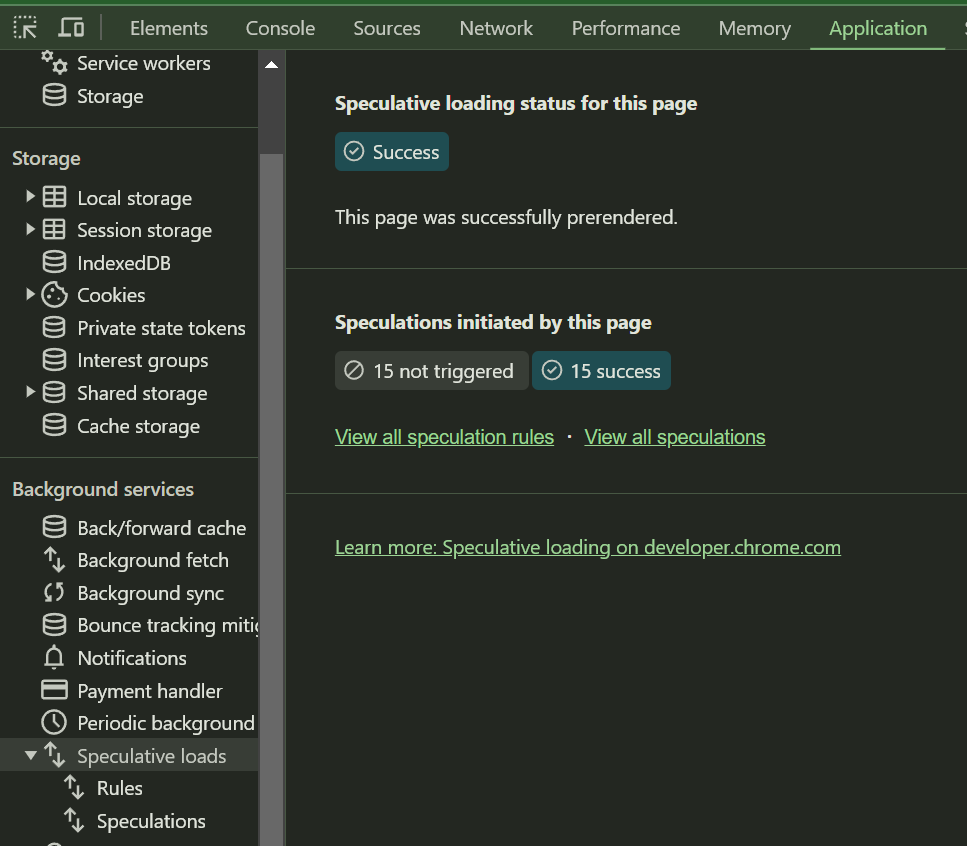 Elements Console Sources Network Performance Memory Application
Service workers
Storage
Storage
Local storage
Session storage
IndexedDB
Cookies
Private state tokens
Interest groups
Shared storage
Cache storage
Background services
Back/forward cache
Background fetch
Background sync
Bounce tracking
Notifications
Payment handler
Periodic background
Speculative loads
Rules
Speculations
Speculative loading status for this page
Success
This page was successfully prerendered.
Speculations initiated by this page
15 not triggered 15 success
View all speculation rules · View all speculations
Learn more: Speculative loading on developer.chrome.com